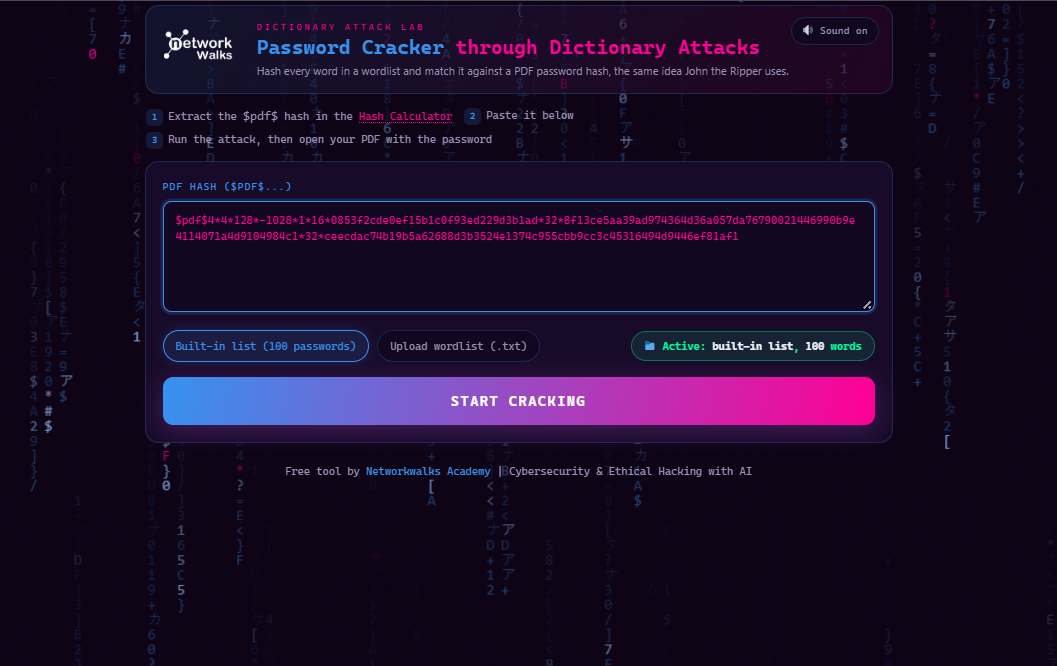 network
Walks
DICTIONARY ATTACK LAB
Password Cracker through Dictionary Attacks
Hash every word in a wordlist and match it against a PDF password hash, the same idea John the Ripper uses.
Sound on
1 Extract the $pdf$ hash in the Hash Calculator 2 Paste it below
3 Run the attack, then open your PDF with the password
PDF HASH ($PDF$...)
$pdf$4*4*128*-1028*1*16*0853f2cde0ef15b1c0f93ed229d3b1ad*32*8f13ce5aa39ad974364d36a057da76790021446990b9e
4114071a4d9104984c1*32*ceecdac74b19b5a62688d3b3524e1374c955cbb9cc3c45316494d9446ef81af1
Built-in list (100 passwords)
Upload wordlist (.txt)
Active: built-in list, 100 words
START CRACKING
Free tool by Networkwalks Academy | Cybersecurity & Ethical Hacking with AI